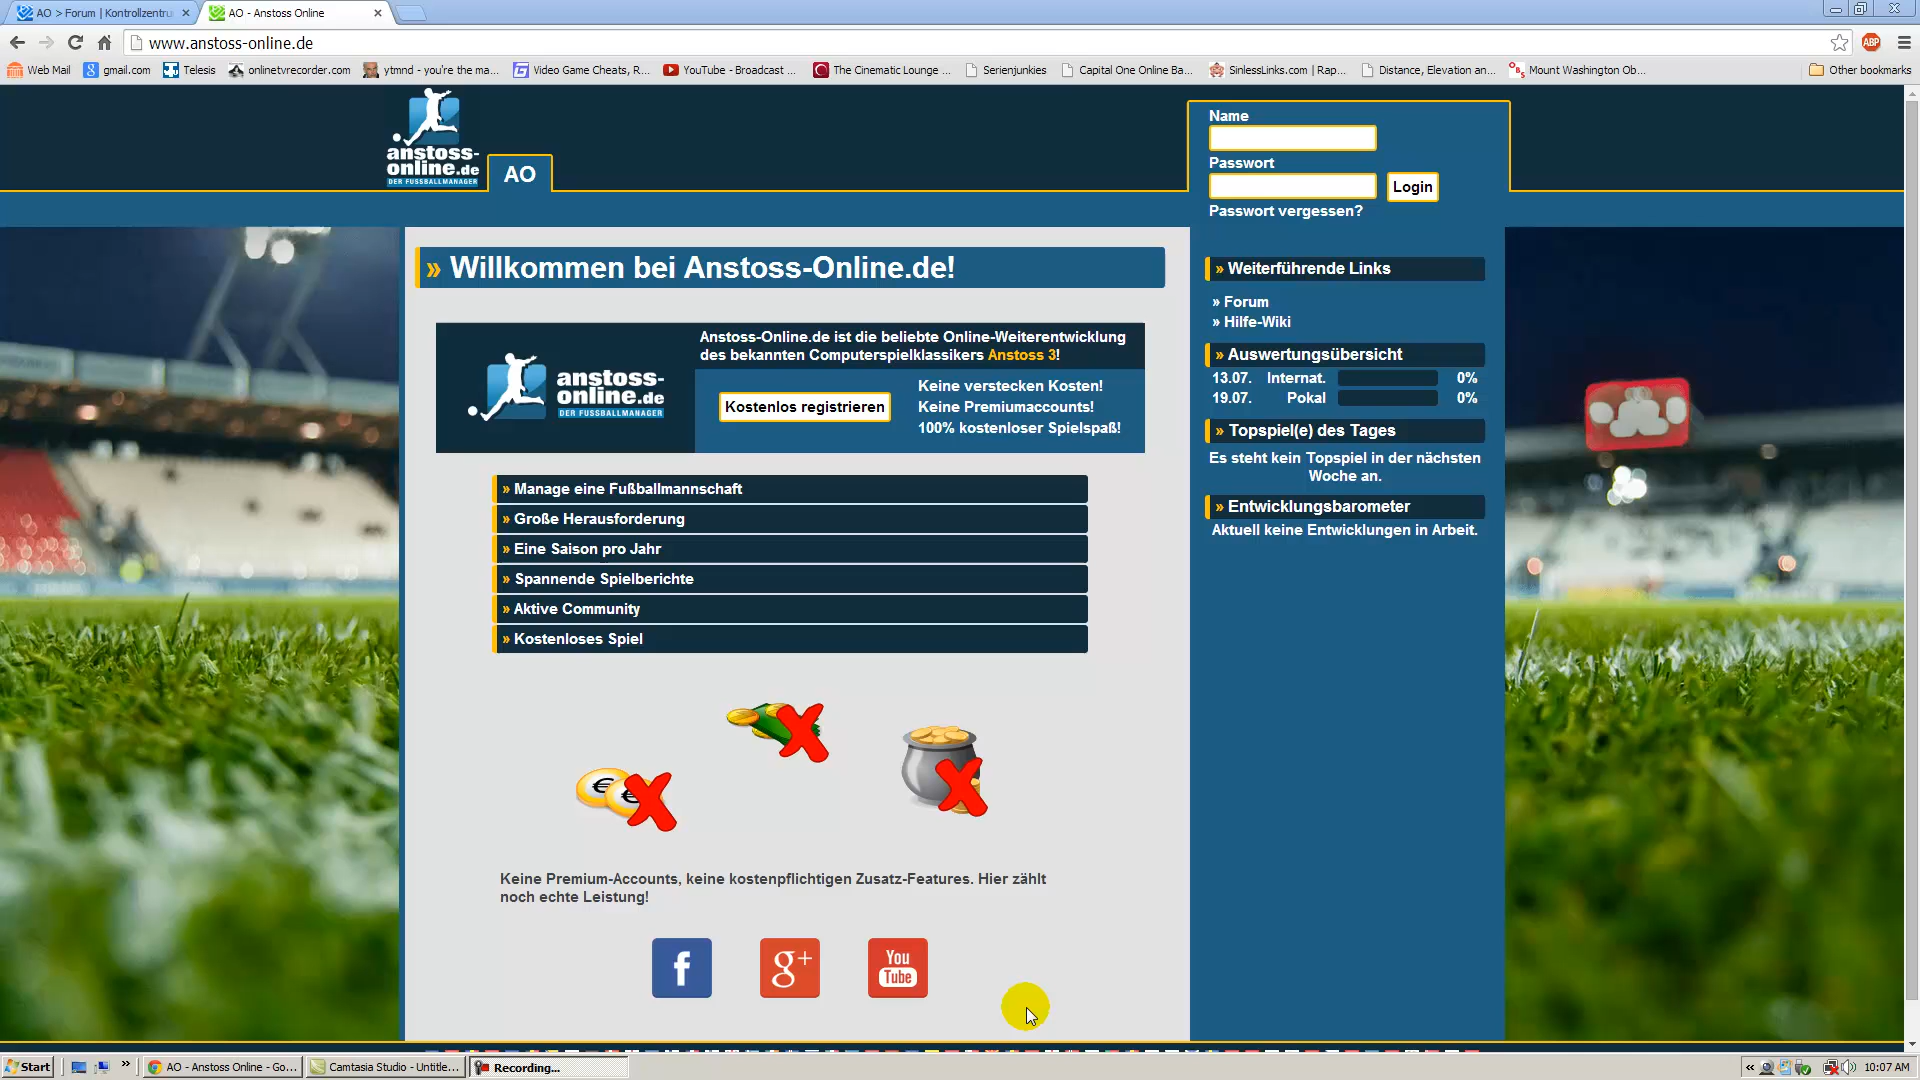 AO > Forum | Kontrollzentru
AO - Anstoss Online
www.anstoss-online.de
ABP
Web Mail
gmail.com
Telesis
onlinetvrecorder.com
ytmnd - you're the ma...
Video Game Cheats, R...
YouTube - Broadcast ...
The Cinematic Lounge ...
Serienjunkies
Capital One Online Ba...
SinlessLinks.com | Rap...
Distance, Elevation an...
Mount Washington Ob...
Other bookmarks
anstoss-
online.de
DER FUSSBALLMANAGER
AO
Name
Passwort
Login
Passwort vergessen?
» Willkommen bei Anstoss-Online.de!
anstoss-
online.de
DER FUSSBALLMANAGER
Anstoss-Online.de ist die beliebte Online-Weiterentwicklung
des bekannten Computerspielklassikers Anstoss 3!
Kostenlos registrieren
Keine verstecken Kosten!
Keine Premiumaccounts!
100% kostenloser Spielspaß!
» Manage eine Fußballmannschaft
» Große Herausforderung
» Eine Saison pro Jahr
» Spannende Spielberichte
» Aktive Community
» Kostenloses Spiel
€ €
Keine Premium-Accounts, keine kostenpflichtigen Zusatz-Features. Hier zählt
noch echte Leistung!
f
g+
You
Tube
» Weiterführende Links
» Forum
» Hilfe-Wiki
» Auswertungsübersicht
13.07. Internat. 0%
19.07. Pokal 0%
» Topspiel(e) des Tages
Es steht kein Topspiel in der nächsten
Woche an.
» Entwicklungsbarometer
Aktuell keine Entwicklungen in Arbeit.
Start
»
AO - Anstoss Online - Go...
Camtasia Studio - Untitle...
Recording...
«
10:07 AM